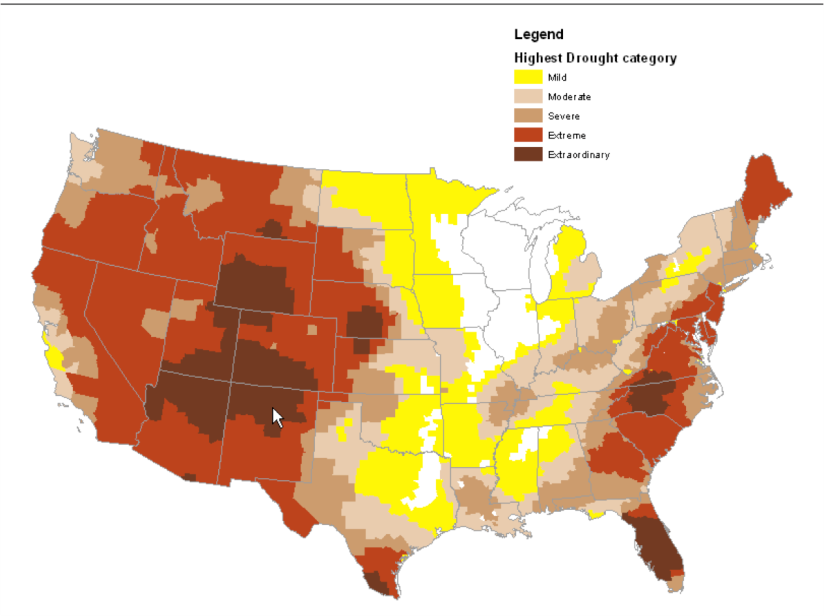 Legend
Highest Drought category
Mild
Moderate
Severe
Extreme
Extraordinary